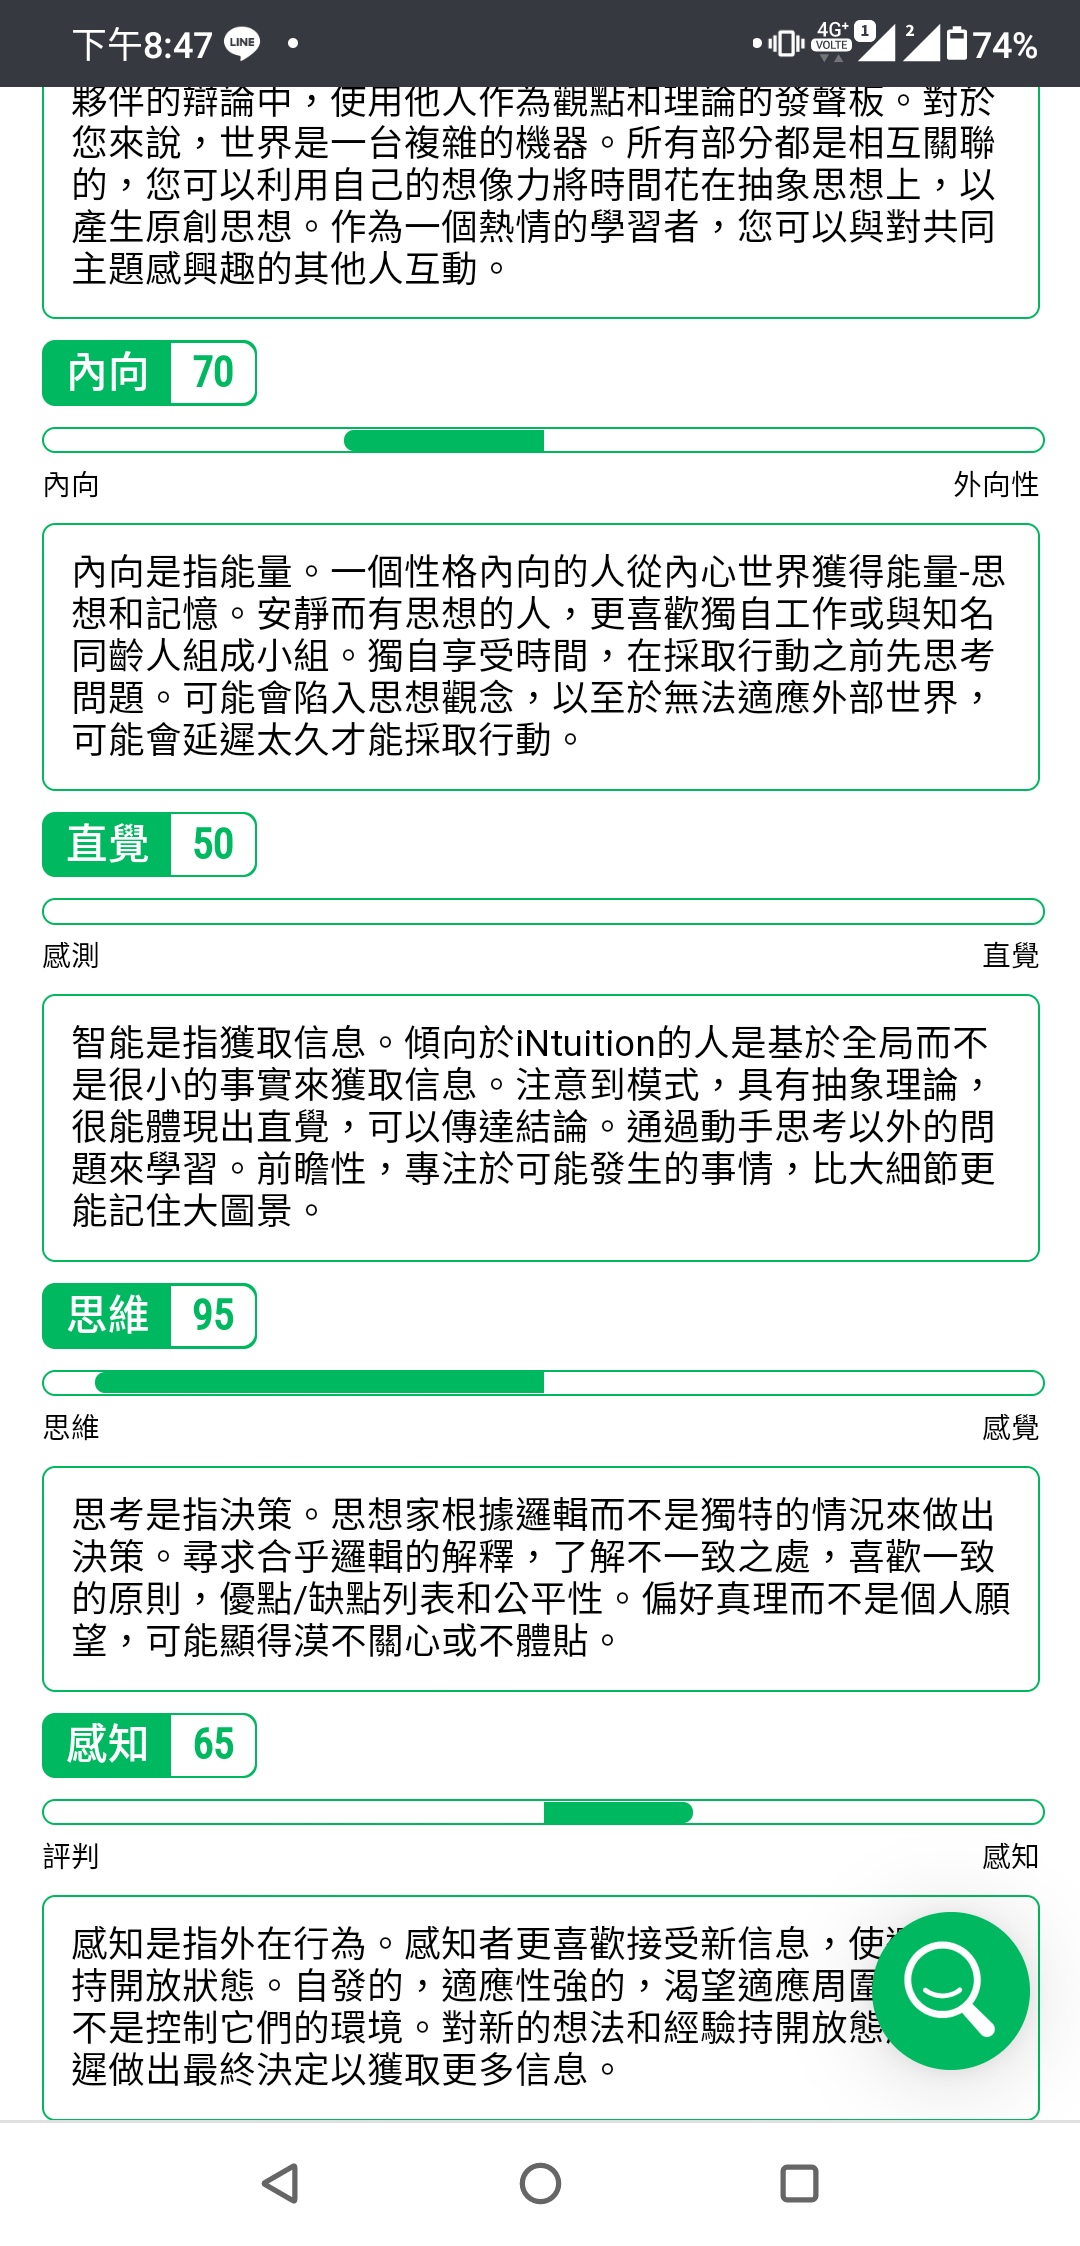 下午8:47 LINE 4G+ VOLTE 1 2 74%
夥伴的辯論中，使用他人作為觀點和理論的發聲板。對於
您來說，世界是一台複雜的機器。所有部分都是相互關聯
的，您可以利用自己的想像力將時間花在抽象思想上，以
產生原創思想。作為一個熱情的學習者，您可以與對共同
主題感興趣的其他人互動。
內向 70
內向 外向性
內向是指能量。一個性格內向的人從內心世界獲得能量-思
想和記憶。安靜而有思想的人，更喜歡獨自工作或與知名
同齡人組成小組。獨自享受時間，在採取行動之前先思考
問題。可能會陷入思想觀念，以至於無法適應外部世界，
可能會延遲太久才能採取行動。
直覺 50
感測 直覺
智能是指獲取信息。傾向於iNtuition的人是基於全局而不
是很小的事實來獲取信息。注意到模式，具有抽象理論，
很能體現出直覺，可以傳達結論。通過動手思考以外的問
題來學習。前瞻性，專注於可能發生的事情，比大細節更
能記住大圖景。
思維 95
思維 感覺
思考是指決策。思想家根據邏輯而不是獨特的情況來做出
決策。尋求合乎邏輯的解釋，了解不一致之處，喜歡一致
的原則，優點/缺點列表和公平性。偏好真理而不是個人願
望，可能顯得漠不關心或不體貼。
感知 65
評判 感知
感知是指外在行為。感知者更喜歡接受新信息，使
持開放狀態。自發的，適應性強的，渴望適應周圍
不是控制它們的環境。對新的想法和經驗持開放態
遲做出最終決定以獲取更多信息。